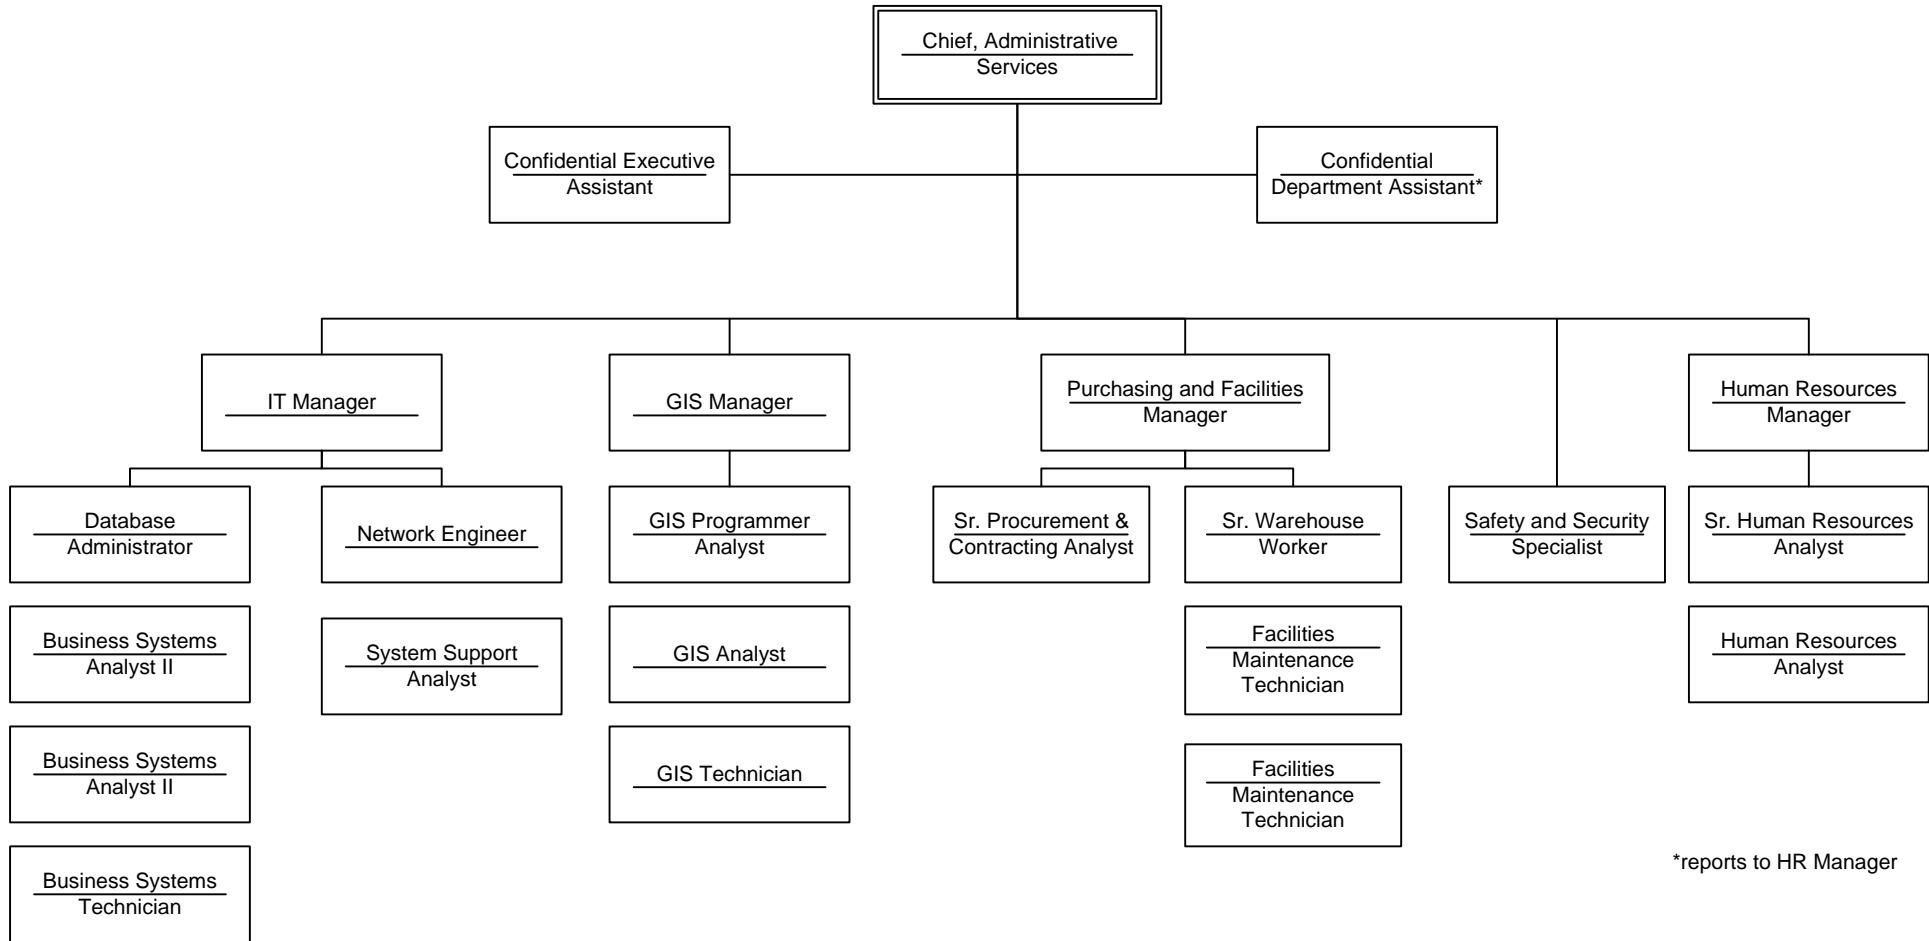 Chief, Administrative
Services
Confidential Executive
Assistant
Confidential
Department Assistant*
IT Manager
GIS Manager
Purchasing and Facilities
Manager
Human Resources
Manager
Database
Administrator
Network Engineer
GIS Programmer
Analyst
Sr. Procurement &
Contracting Analyst
Sr. Warehouse
Worker
Safety and Security
Specialist
Sr. Human Resources
Analyst
Business Systems
Analyst II
System Support
Analyst
GIS Analyst
Facilities
Maintenance
Technician
Human Resources
Analyst
Business Systems
Analyst II
GIS Technician
Facilities
Maintenance
Technician
Business Systems
Technician
*reports to HR Manager